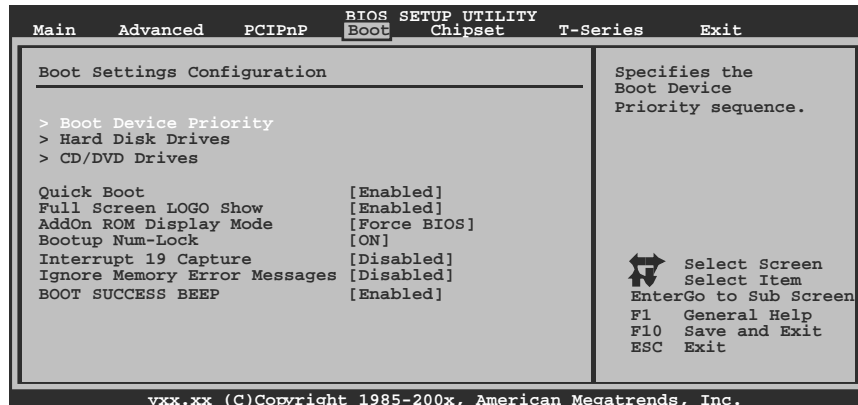 BIOS SETUP UTILITY
Main Advanced PCIPnP Boot Chipset T-Series Exit
Boot Settings Configuration
> Boot Device Priority
> Hard Disk Drives
> CD/DVD Drives
Quick Boot [Enabled]
Full Screen LOGO Show [Enabled]
AddOn ROM Display Mode [Force BIOS]
Bootup Num-Lock [ON]
Interrupt 19 Capture [Disabled]
Ignore Memory Error Messages [Disabled]
BOOT SUCCESS BEEP [Enabled]
Specifies the
Boot Device
Priority sequence.
Select Screen
Select Item
EnterGo to Sub Screen
F1 General Help
F10 Save and Exit
ESC Exit
vxx.xx (C)Copyright 1985-200x, American Megatrends, Inc.